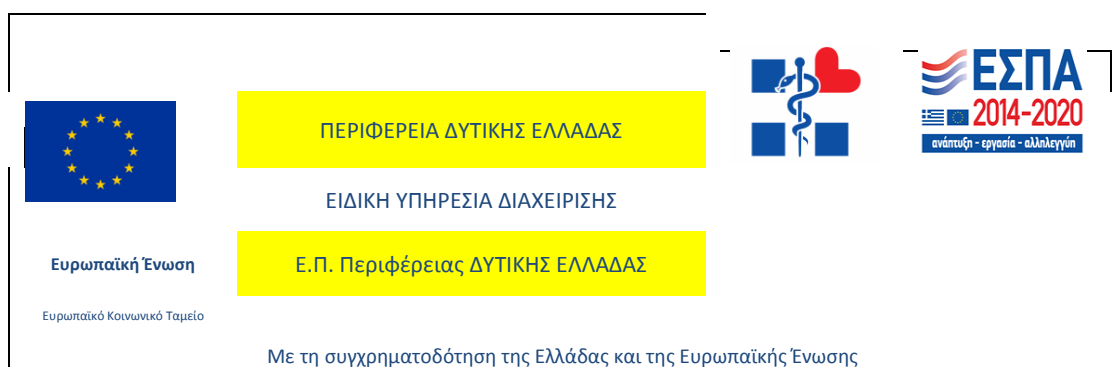 ΠΕΡΙΦΕΡΕΙΑ ΔΥΤΙΚΗΣ ΕΛΛΑΔΑΣ
ΕΙΔΙΚΗ ΥΠΗΡΕΣΙΑ ΔΙΑΧΕΙΡΙΣΗΣ
Ε.Π. Περιφέρειας ΔΥΤΙΚΗΣ ΕΛΛΑΔΑΣ
Ευρωπαϊκή Ένωση
Ευρωπαϊκό Κοινωνικό Ταμείο
ΕΣΠΑ
2014-2020
ανάπτυξη - εργασία - αλληλεγγύη
Με τη συγχρηματοδότηση της Ελλάδας και της Ευρωπαϊκής Ένωσης